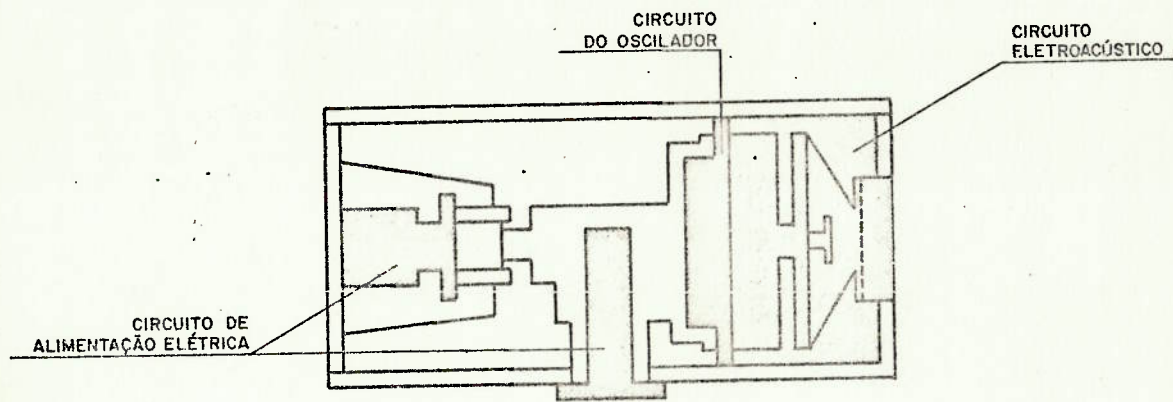 CIRCUITO
DO OSCILADOR
CIRCUITO
ELETROACÚSTICO
CIRCUITO DE
ALIMENTAÇÃO ELÉTRICA